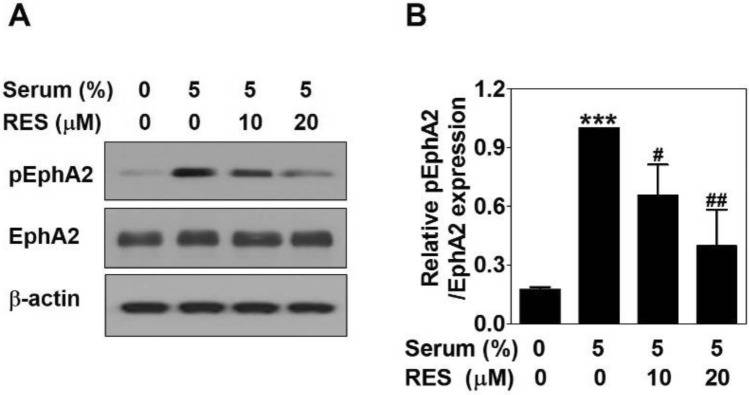 A
Serum (%) 0 5 5 5
RES (μM) 0 0 10 20
pEphA2
EphA2
β-actin
B
Relative pEphA2
/EphA2 expression
1.2
0.9
0.6
0.3
0.0
***
#
##
Serum (%) 0 5 5 5
RES (μM) 0 0 10 20